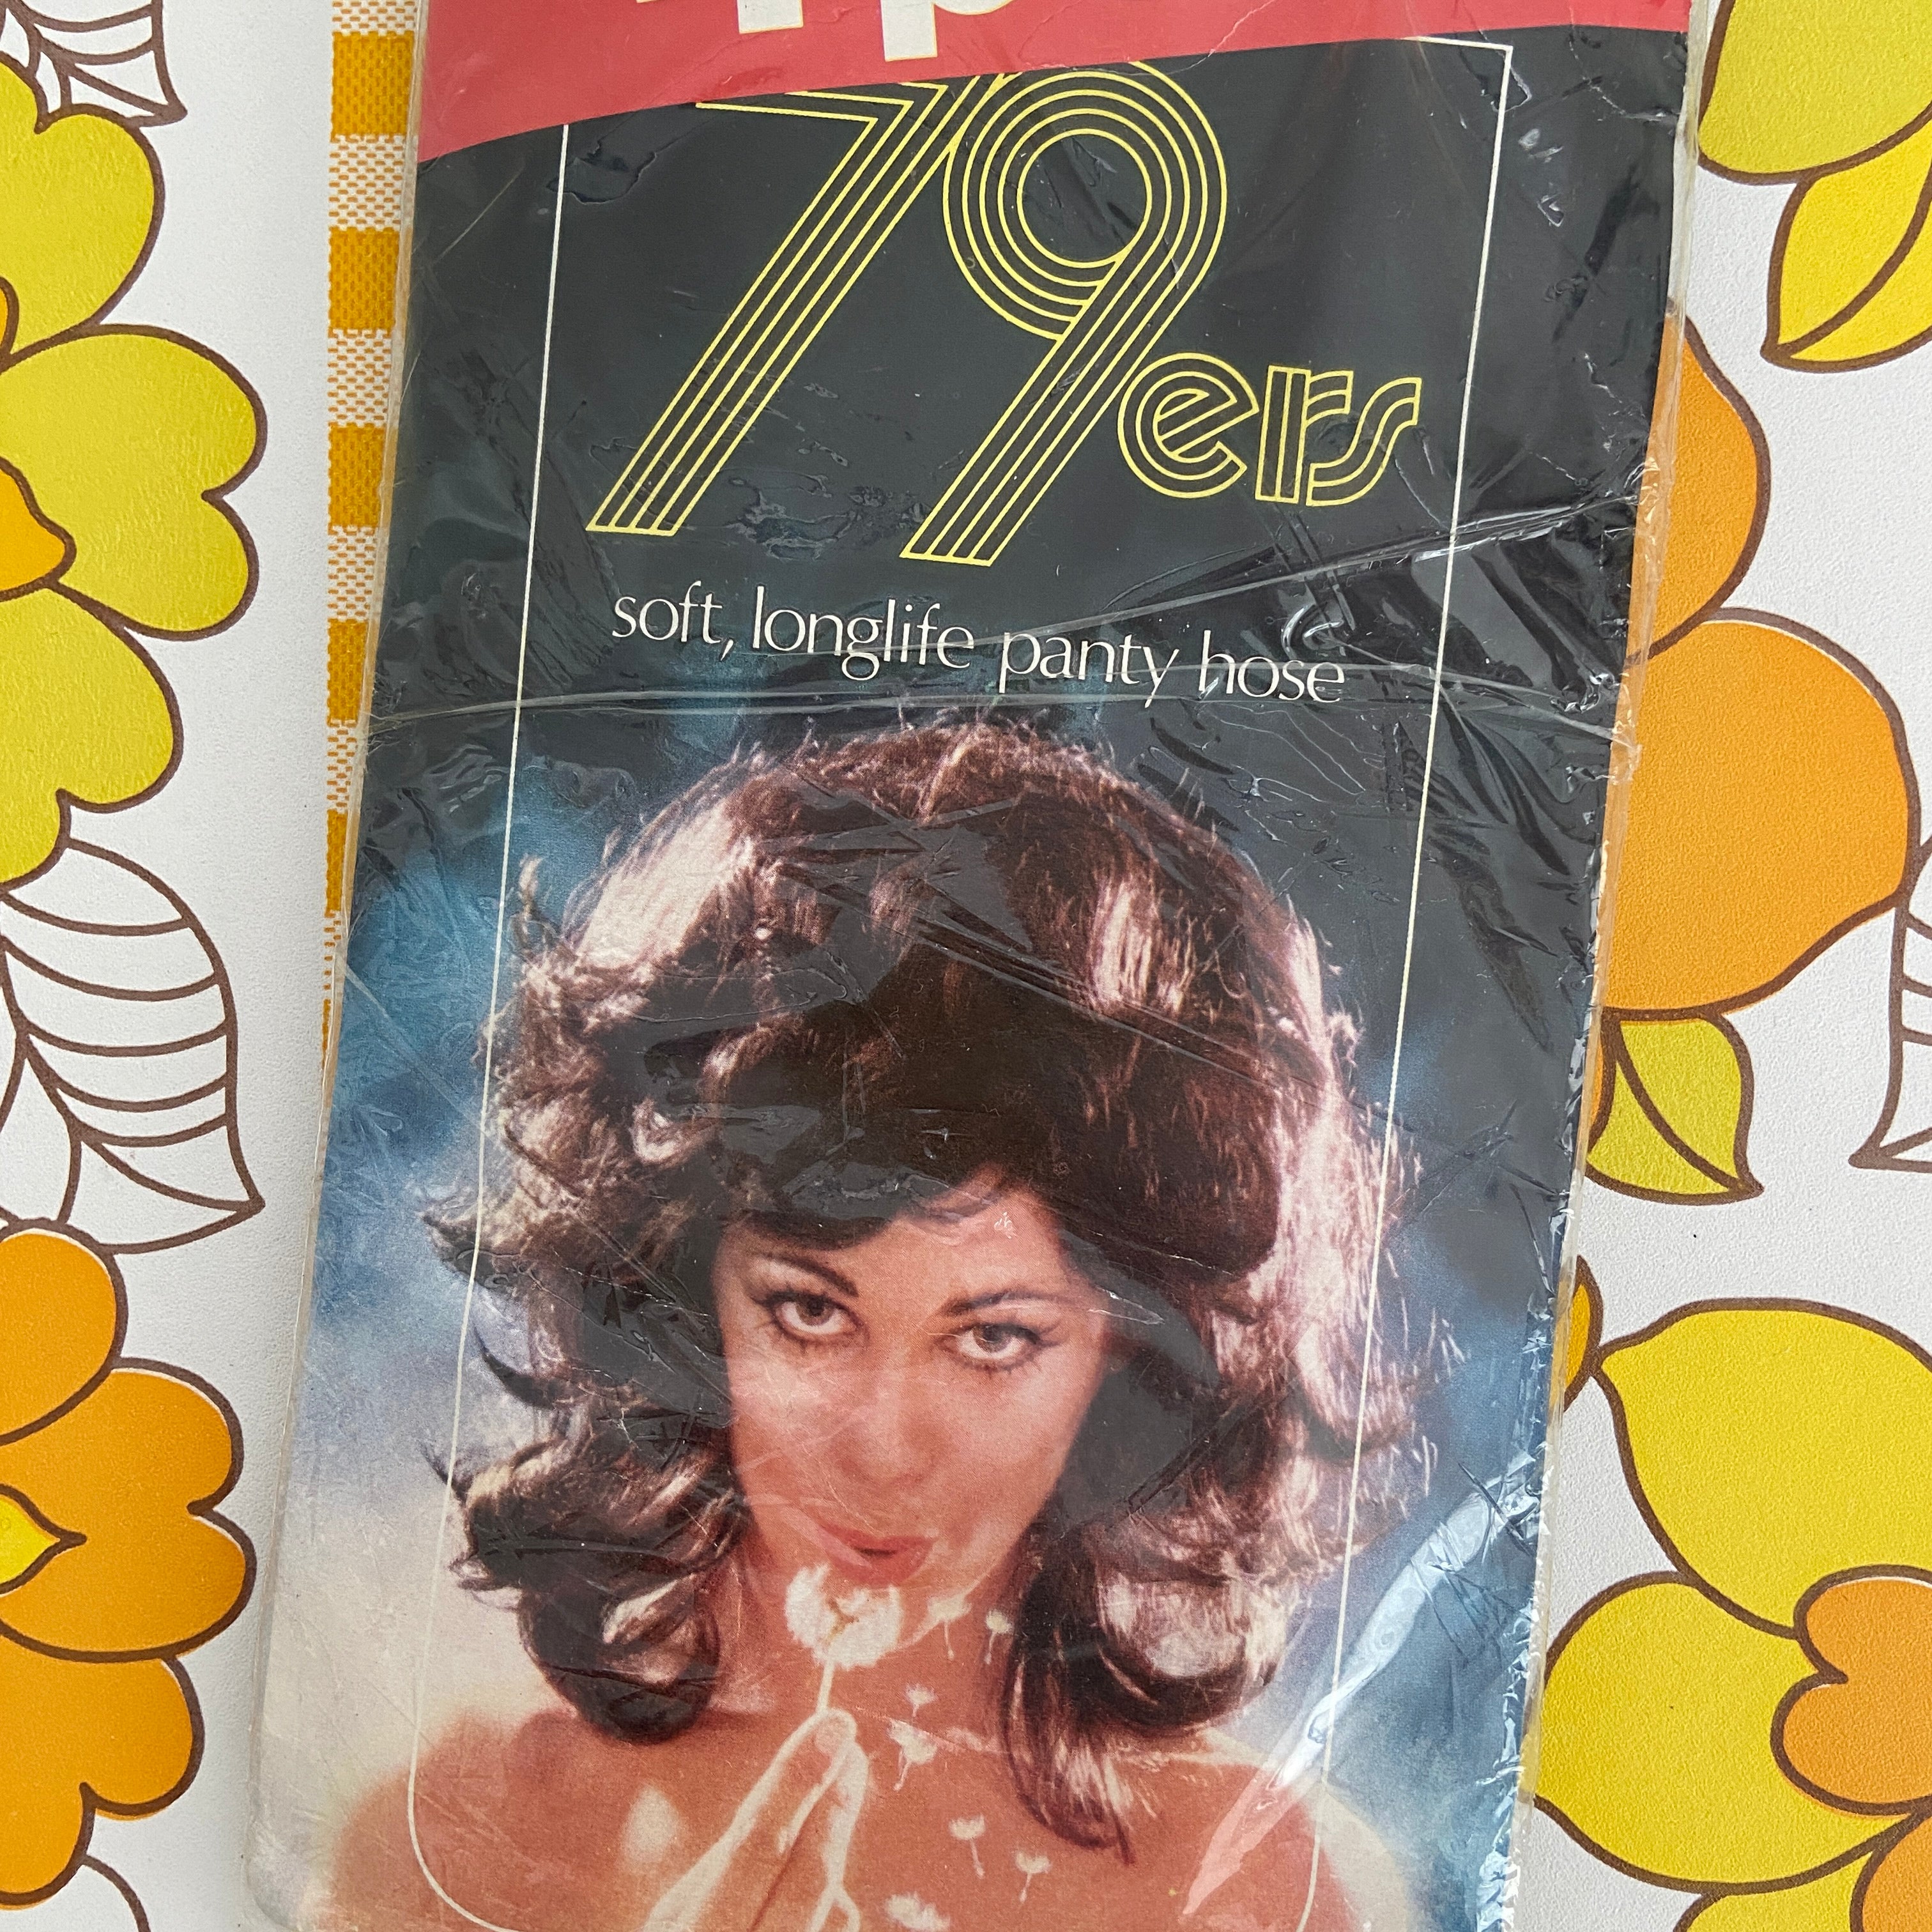 79ers
soft, longlife panty hose